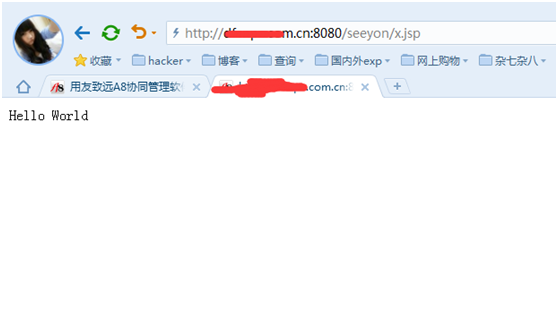 http://
.com.cn:8080/seeyon/x.jsp
收藏 hacker 博客 查询 国内外exp 网上购物 杂七杂八
用友致远A8协同管理软
.com.cn:8
Hello World